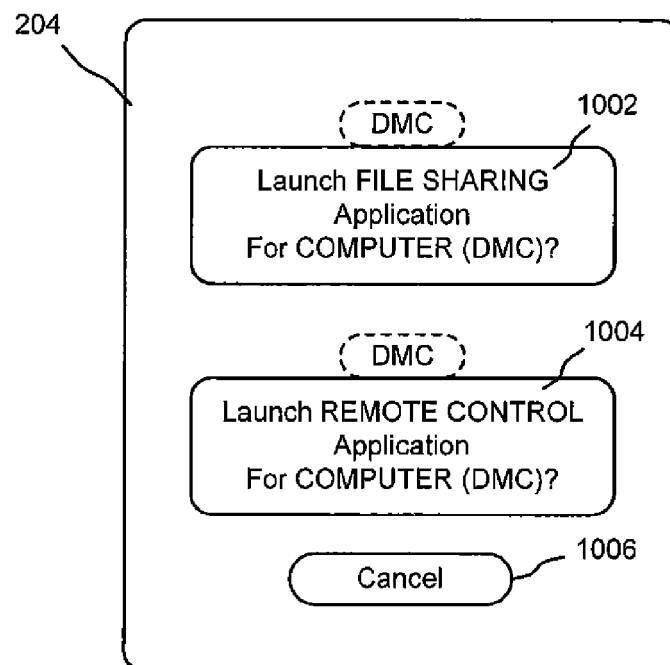 204
DMC
1002
Launch FILE SHARING
Application
For COMPUTER (DMC)?
DMC
1004
Launch REMOTE CONTROL
Application
For COMPUTER (DMC)?
Cancel
1006